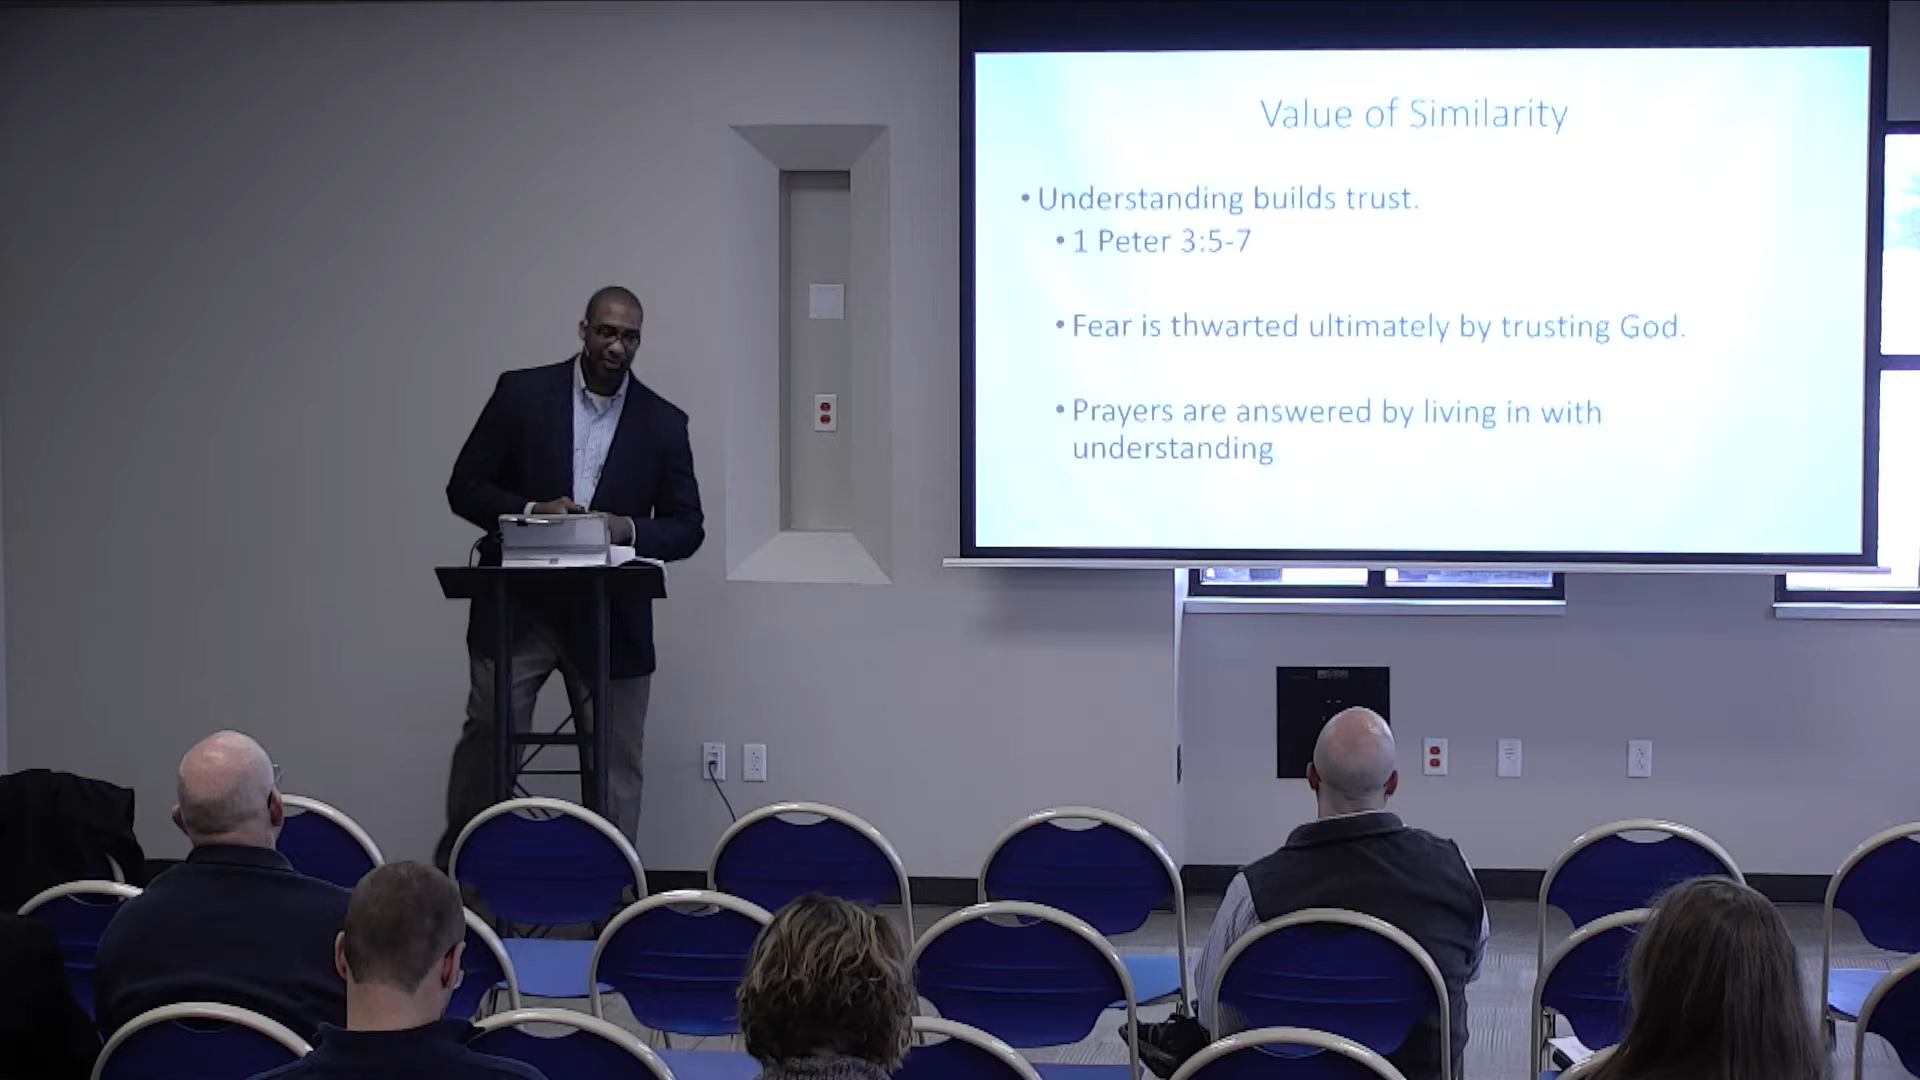 Value of Similarity
• Understanding builds trust.
• 1 Peter 3:5-7
• Fear is thwarted ultimately by trusting God.
• Prayers are answered by living in with
understanding